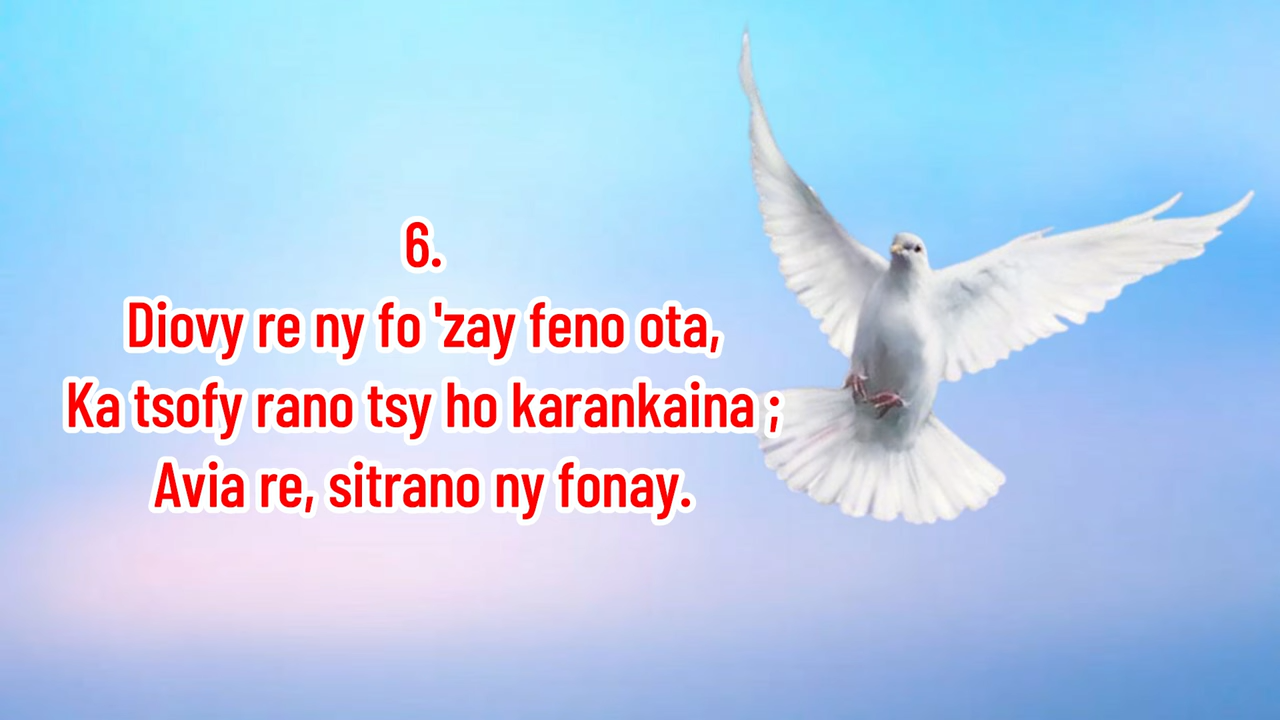 6.
Diovy re ny fo 'zay feno ota,
Ka tsofy rano tsy ho karankaina ;
Avia re, sitrano ny fonay.